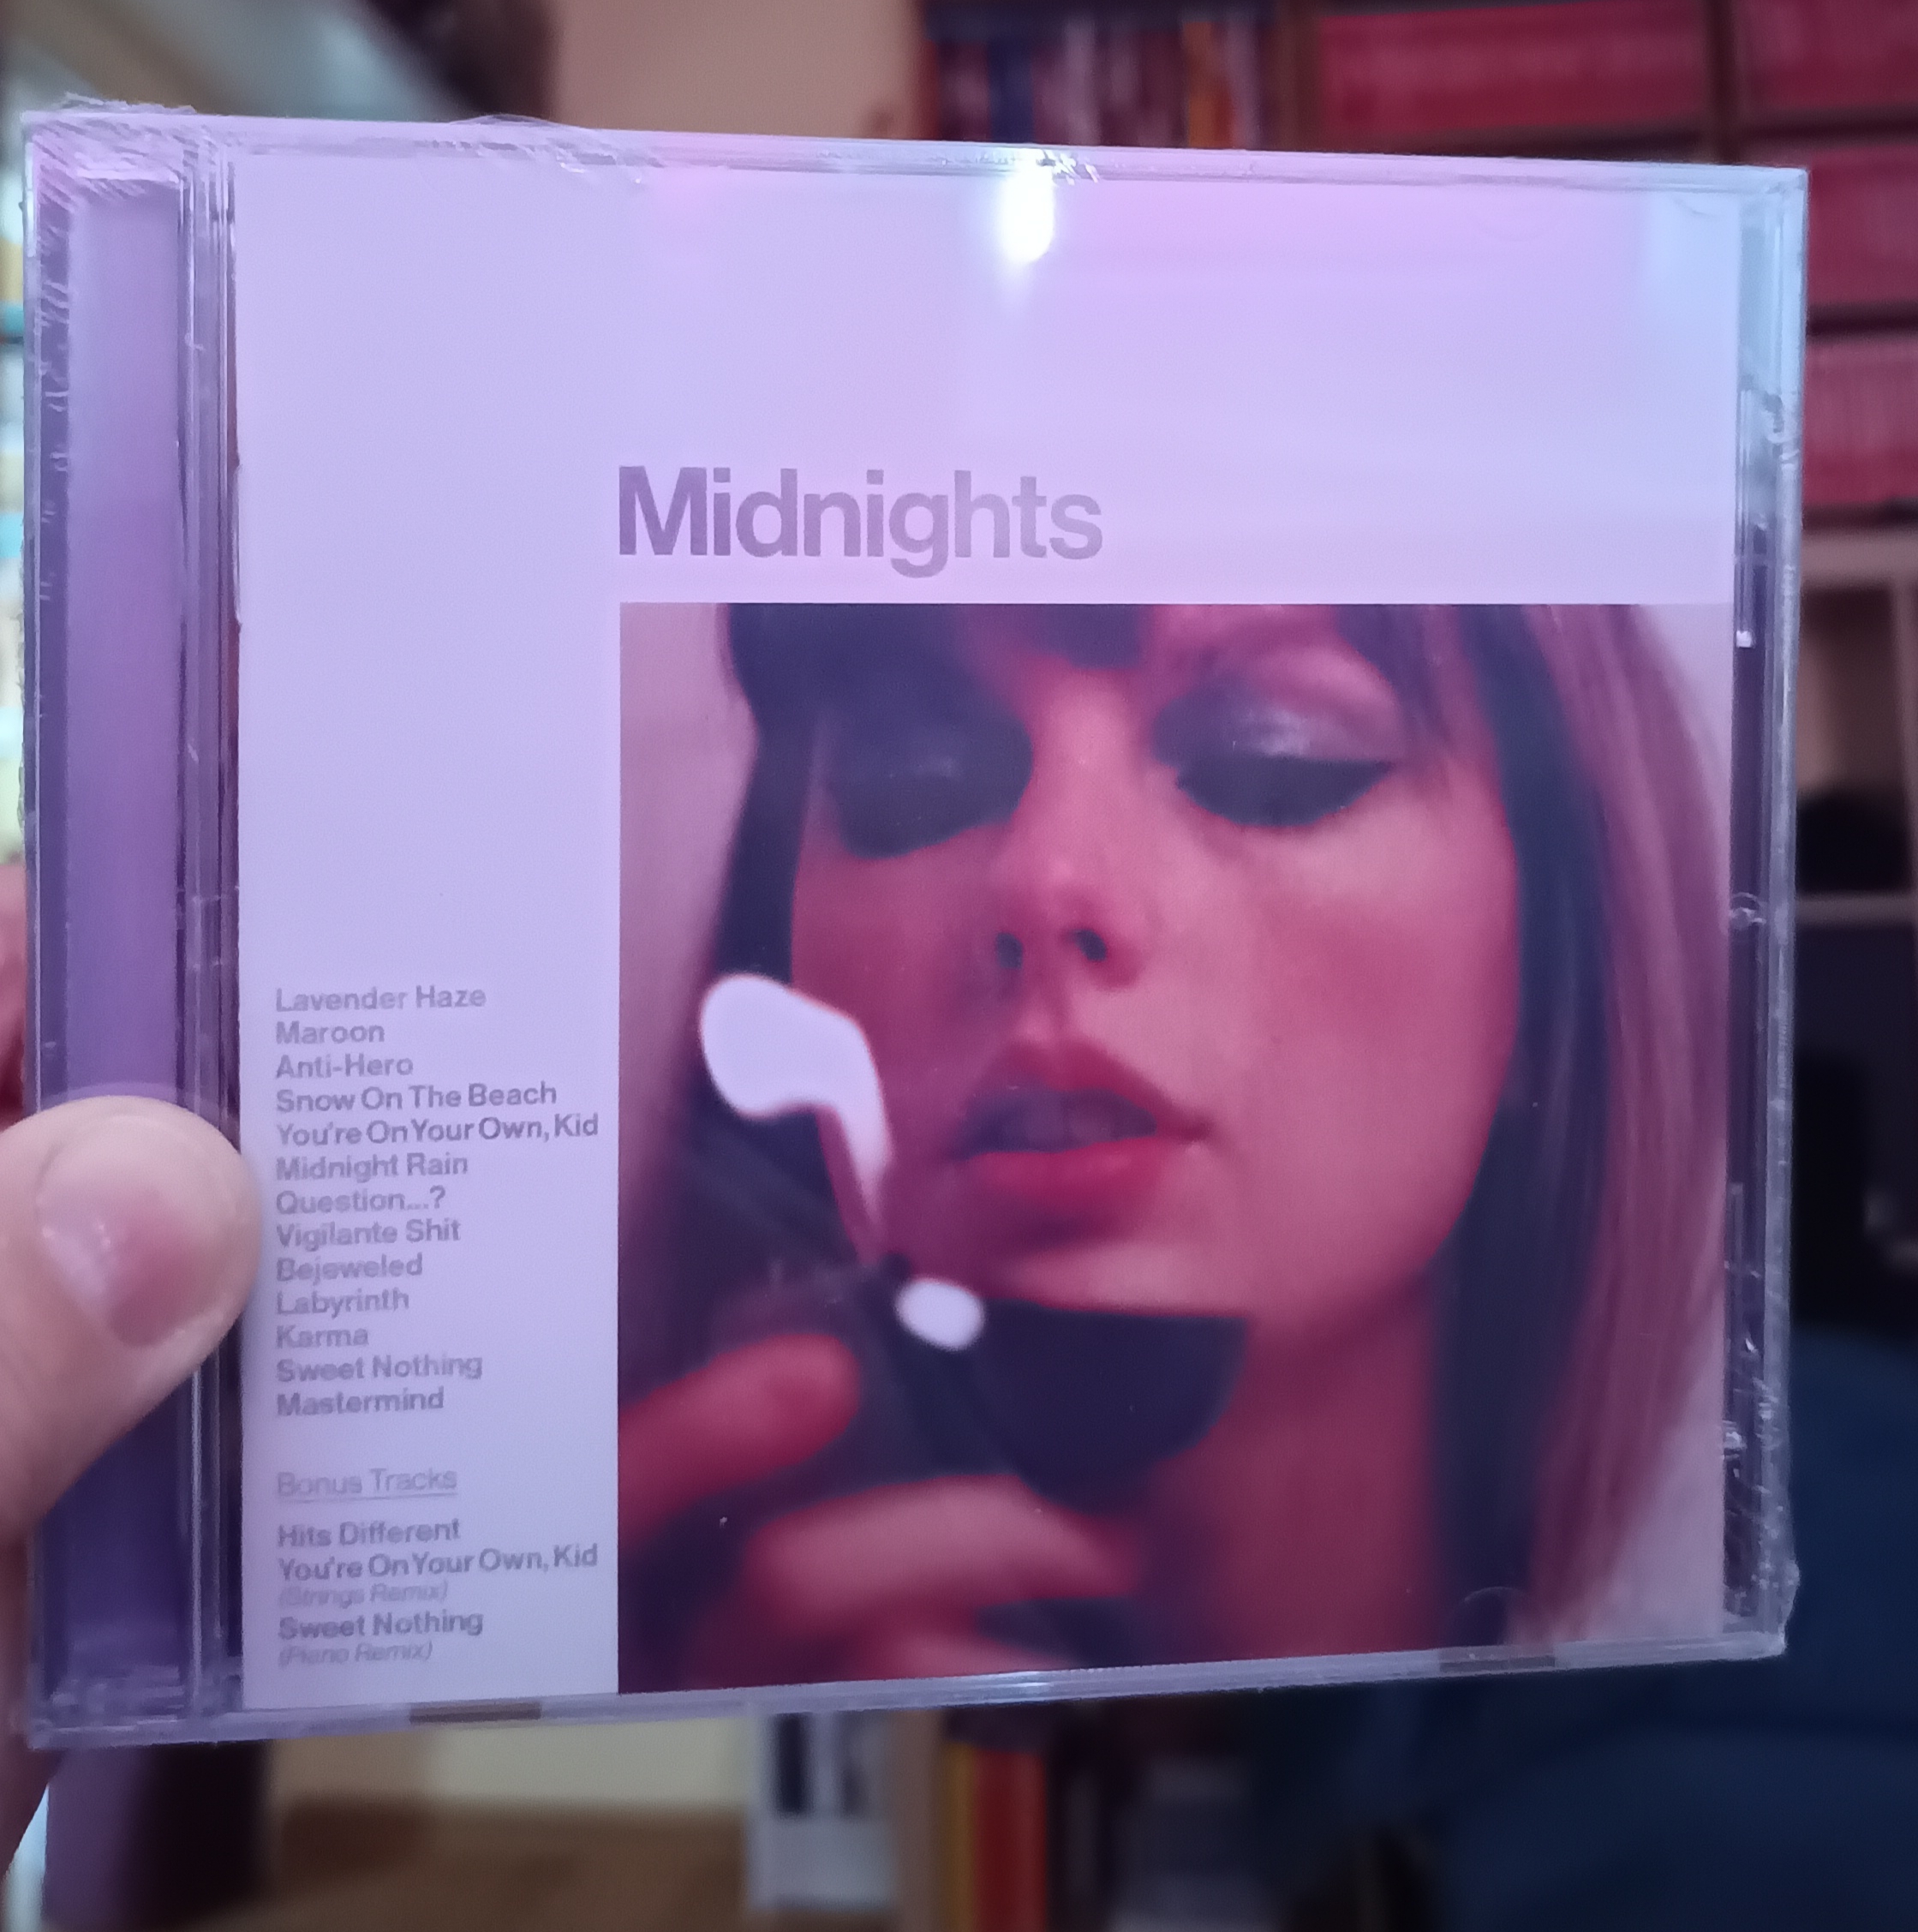 Midnights
Lavender Haze
Maroon
Anti-Hero
Snow On The Beach
You're On Your Own, Kid
Midnight Rain
Question...?
Vigilante Shit
Bejeweled
Labyrinth
Karma
Sweet Nothing
Mastermind
Bonus Tracks
Hits Different
You're On Your Own, Kid
(Strings Remix)
Sweet Nothing
(Piano Remix)